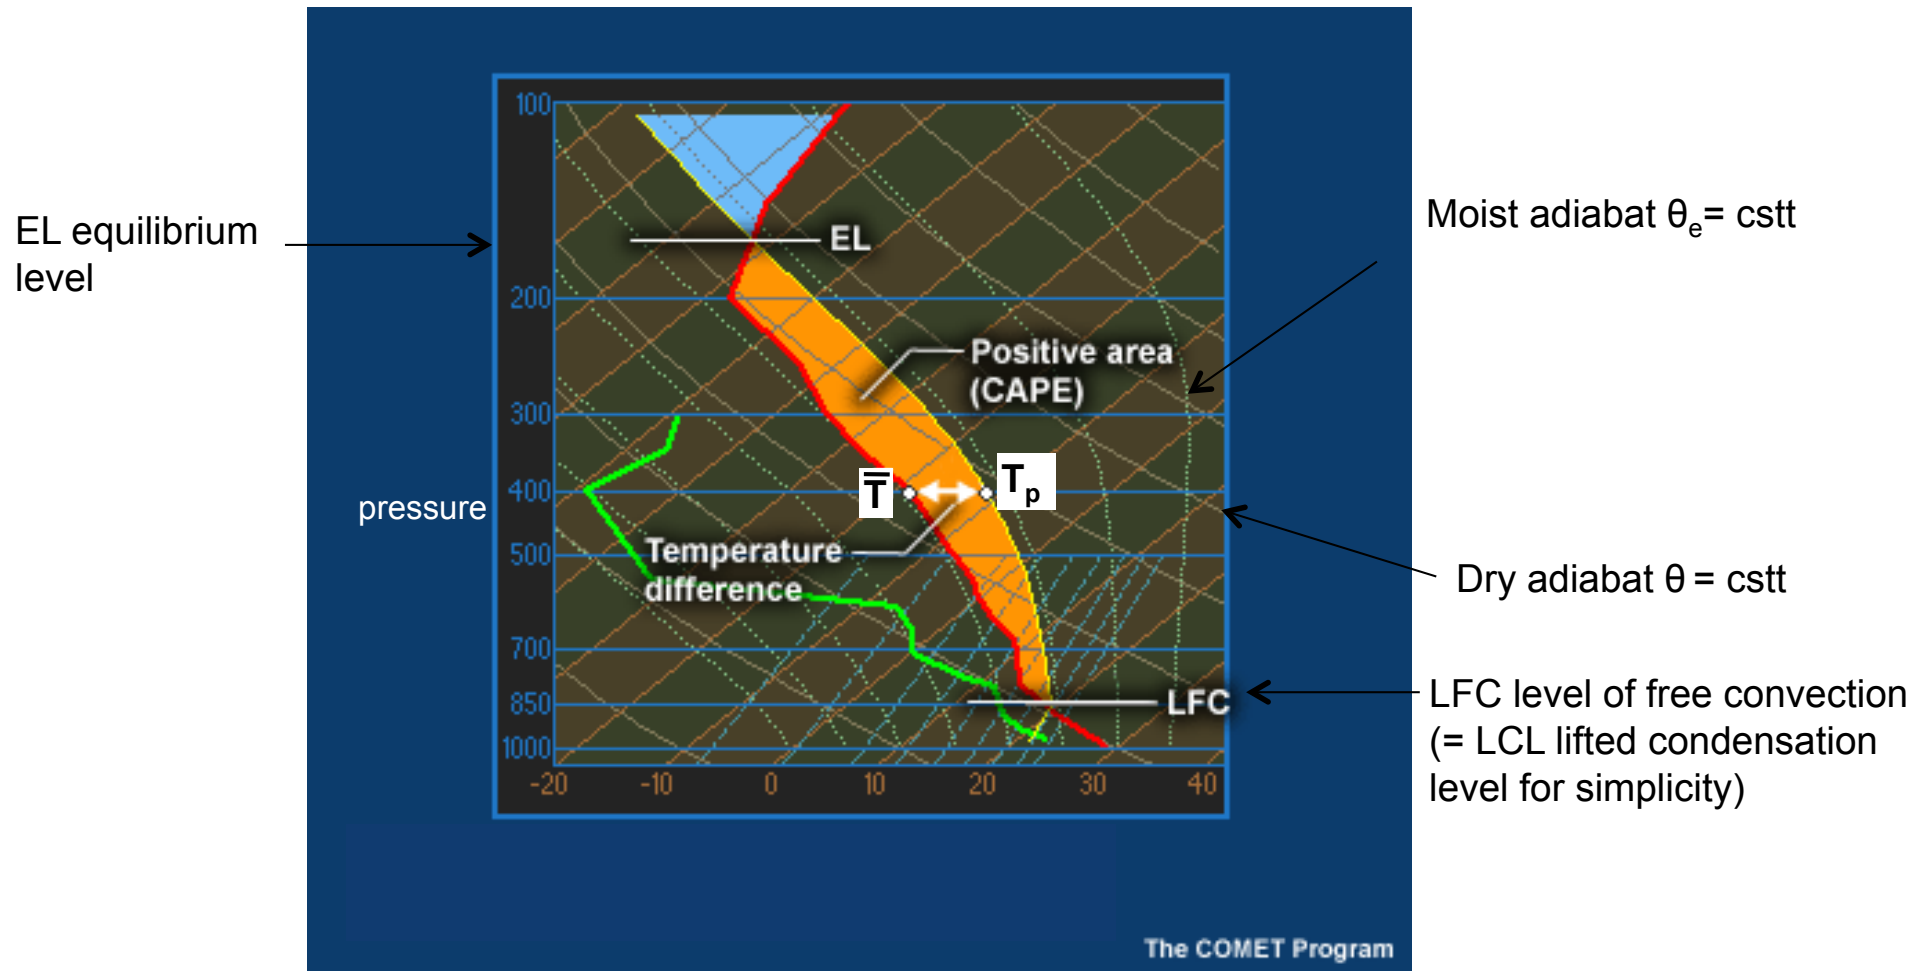 100
EL equilibrium
level
Moist adiabat θe= cstt
EL
200
Positive area
(CAPE)
300
T̅
Tp
400
pressure
Temperature
difference
500
Dry adiabat θ = cstt
700
850
LFC
LFC level of free convection
(= LCL lifted condensation
level for simplicity)
1000
-20 -10 0 10 20 30 40
The COMET Program